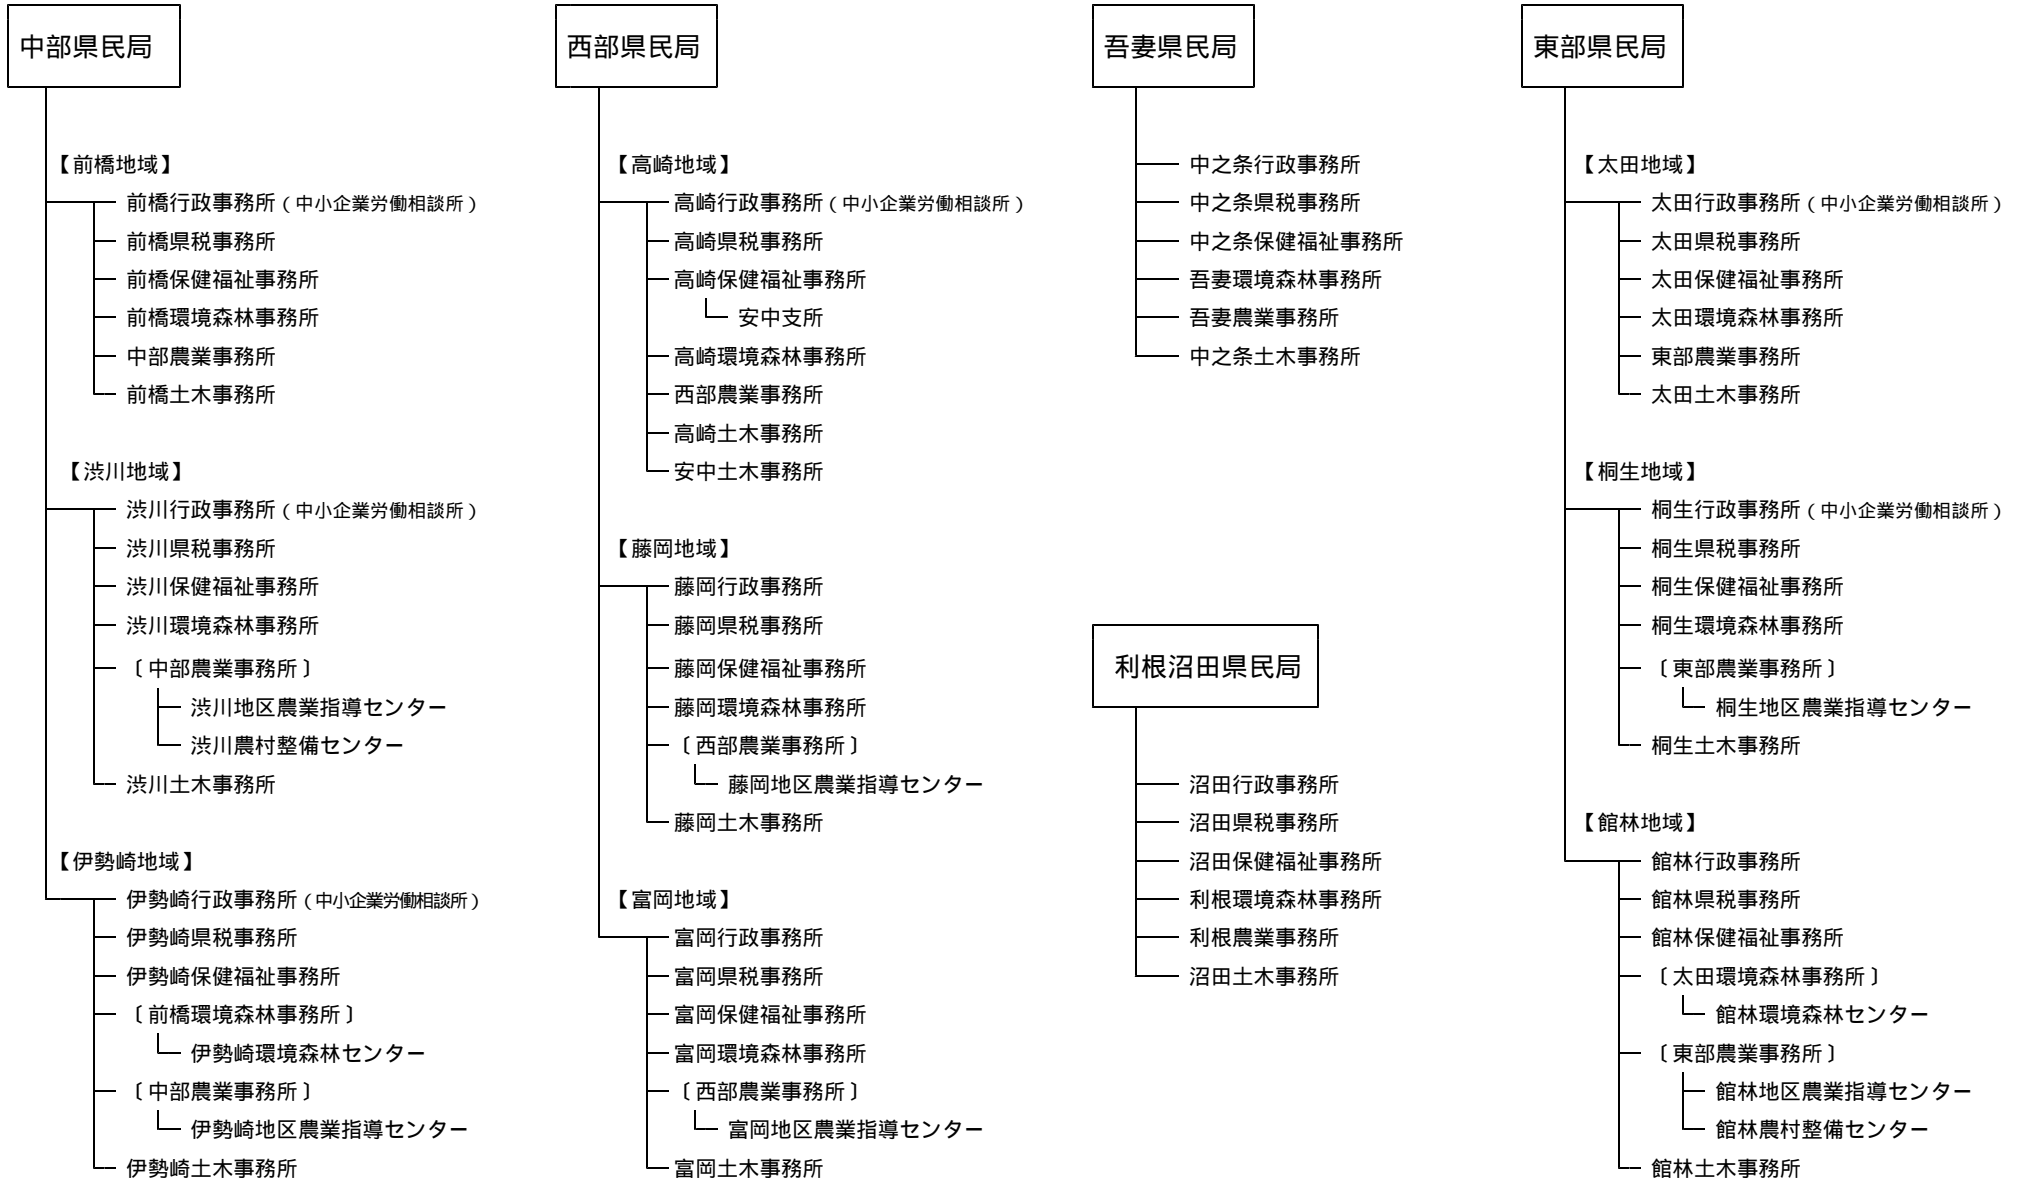 中部県民局
【前橋地域】
前橋行政事務所（中小企業労働相談所）
前橋県税事務所
前橋保健福祉事務所
前橋環境森林事務所
中部農業事務所
前橋土木事務所
【渋川地域】
渋川行政事務所（中小企業労働相談所）
渋川県税事務所
渋川保健福祉事務所
渋川環境森林事務所
〔中部農業事務所〕
渋川地区農業指導センター
渋川農村整備センター
渋川土木事務所
【伊勢崎地域】
伊勢崎行政事務所（中小企業労働相談所）
伊勢崎県税事務所
伊勢崎保健福祉事務所
〔前橋環境森林事務所〕
伊勢崎環境森林センター
〔中部農業事務所〕
伊勢崎地区農業指導センター
伊勢崎土木事務所
西部県民局
【高崎地域】
高崎行政事務所（中小企業労働相談所）
高崎県税事務所
高崎保健福祉事務所
安中支所
高崎環境森林事務所
西部農業事務所
高崎土木事務所
安中土木事務所
【藤岡地域】
藤岡行政事務所
藤岡県税事務所
藤岡保健福祉事務所
藤岡環境森林事務所
〔西部農業事務所〕
藤岡地区農業指導センター
藤岡土木事務所
【富岡地域】
富岡行政事務所
富岡県税事務所
富岡保健福祉事務所
富岡環境森林事務所
〔西部農業事務所〕
富岡地区農業指導センター
富岡土木事務所
吾妻県民局
中之条行政事務所
中之条県税事務所
中之条保健福祉事務所
吾妻環境森林事務所
吾妻農業事務所
中之条土木事務所
利根沼田県民局
沼田行政事務所
沼田県税事務所
沼田保健福祉事務所
利根環境森林事務所
利根農業事務所
沼田土木事務所
東部県民局
【太田地域】
太田行政事務所（中小企業労働相談所）
太田県税事務所
太田保健福祉事務所
太田環境森林事務所
東部農業事務所
太田土木事務所
【桐生地域】
桐生行政事務所（中小企業労働相談所）
桐生県税事務所
桐生保健福祉事務所
桐生環境森林事務所
〔東部農業事務所〕
桐生地区農業指導センター
桐生土木事務所
【館林地域】
館林行政事務所
館林県税事務所
館林保健福祉事務所
〔太田環境森林事務所〕
館林環境森林センター
〔東部農業事務所〕
館林地区農業指導センター
館林農村整備センター
館林土木事務所